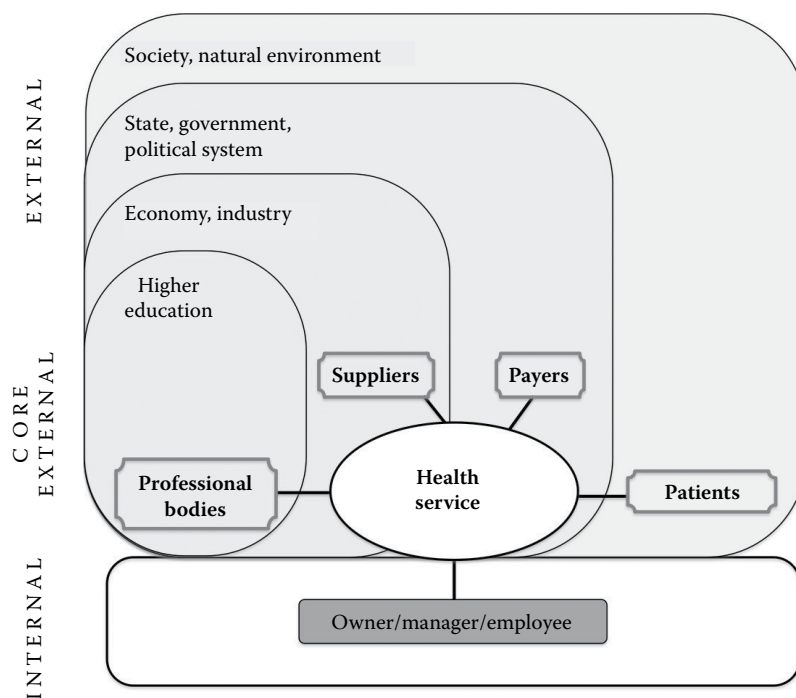 Society, natural environment
State, government,
political system
Economy, industry
Higher
education
Suppliers
Payers
Professional
bodies
Health
service
Patients
Owner/manager/employee
EXTERNAL
CORE
EXTERNAL
INTERNAL